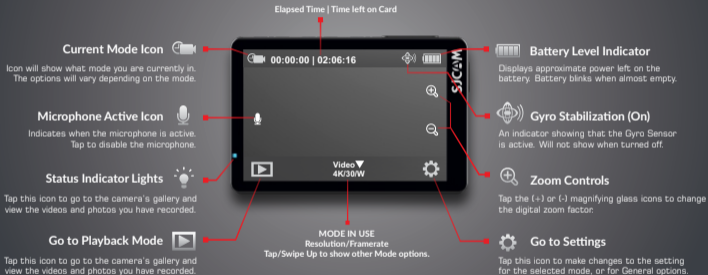 Elapsed Time | Time left on Card
Current Mode Icon
Icon will show what mode you are currently in.
The options will vary depending on the mode.
Microphone Active Icon
Indicates when the microphone is active.
Tap to disable the microphone.
Status Indicator Lights
Tap this icon to go to the camera's gallery and
view the videos and photos you have recorded.
Go to Playback Mode
Tap this icon to go to the camera's gallery and
view the videos and photos you have recorded.
00:00:00 | 02:06:16
SJCAM
Video
4K/30/W
MODE IN USE
Resolution/Framerate
Tap/Swipe Up to show other Mode options.
Battery Level Indicator
Displays approximate power left on the
battery. Battery blinks when almost empty.
Gyro Stabilization (On)
An indicator showing that the Gyro Sensor
is active. Will not show when turned off.
Zoom Controls
Tap the (+) or (-) magnifying glass icons to change
the digital zoom factor.
Go to Settings
Tap this icon to make changes to the setting
for the selected mode, or for General options.